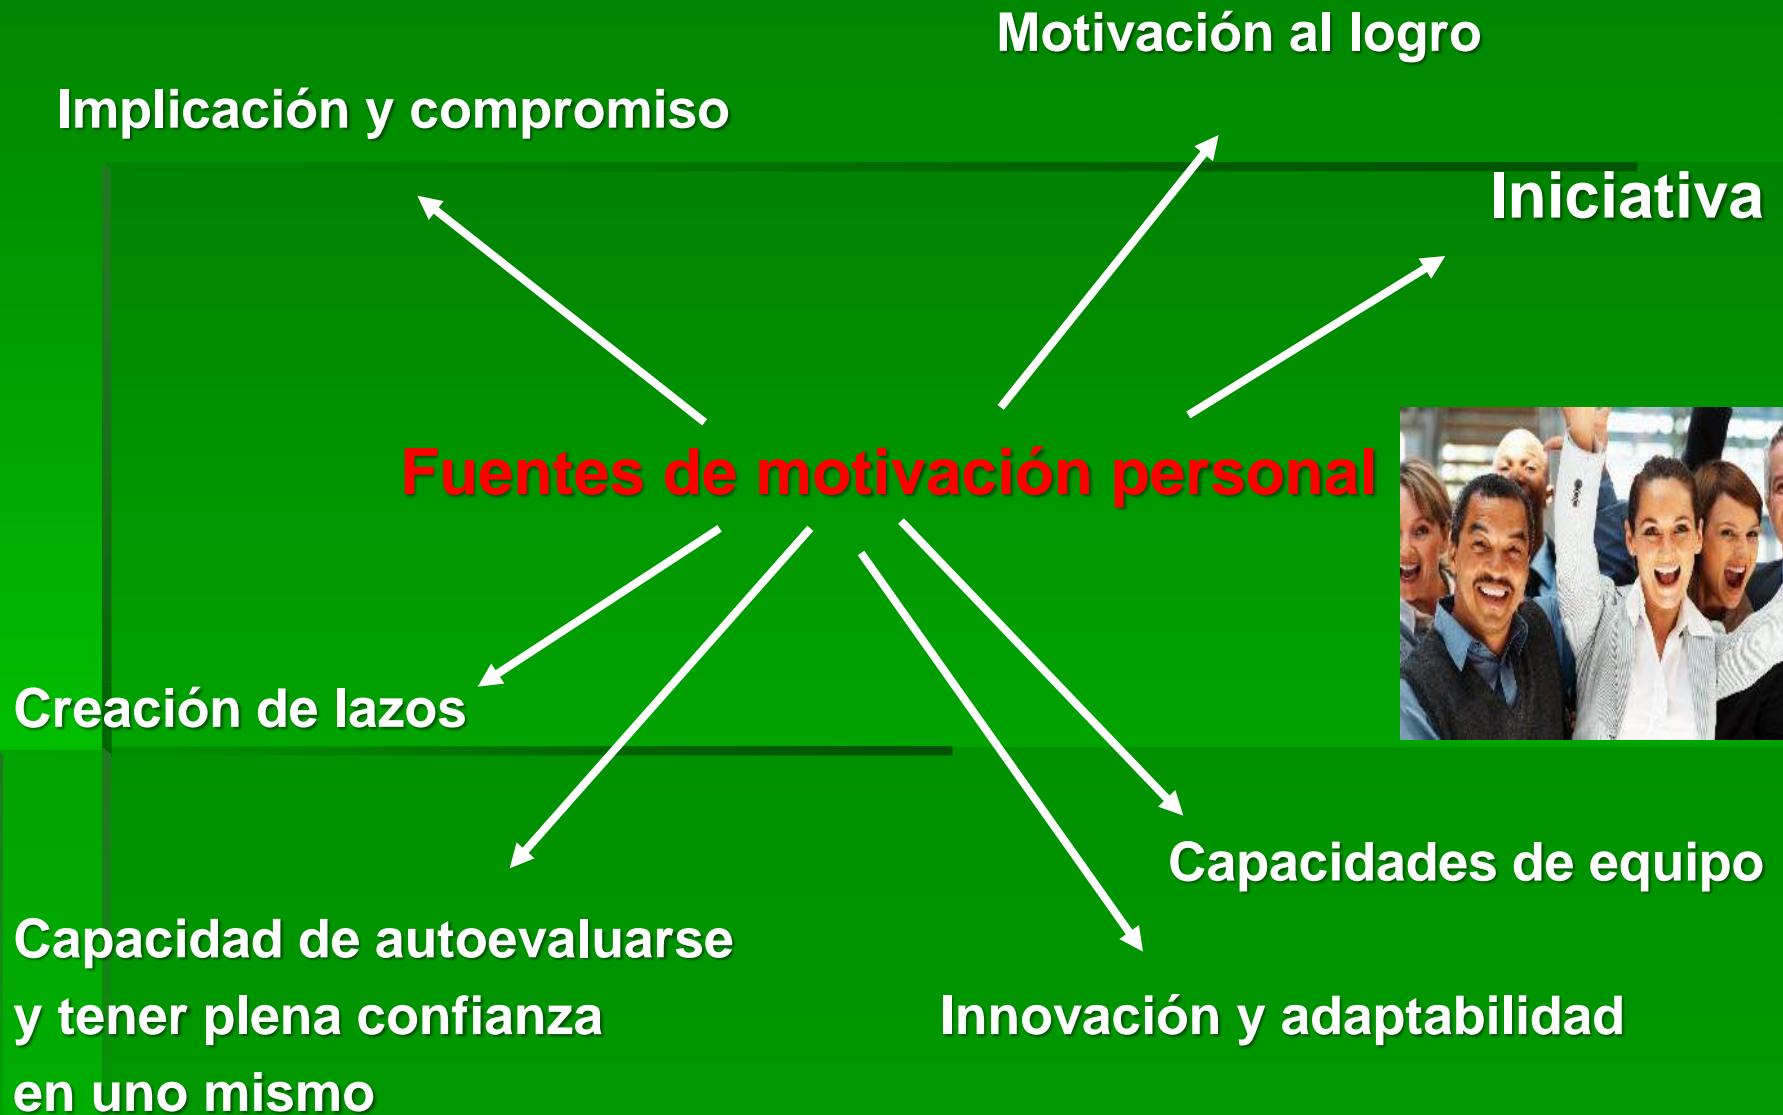 Motivación al logro
Implicación y compromiso
Iniciativa
Fuentes de motivación personal
Creación de lazos
Capacidades de equipo
Capacidad de autoevaluarse
y tener plena confianza
en uno mismo
Innovación y adaptabilidad